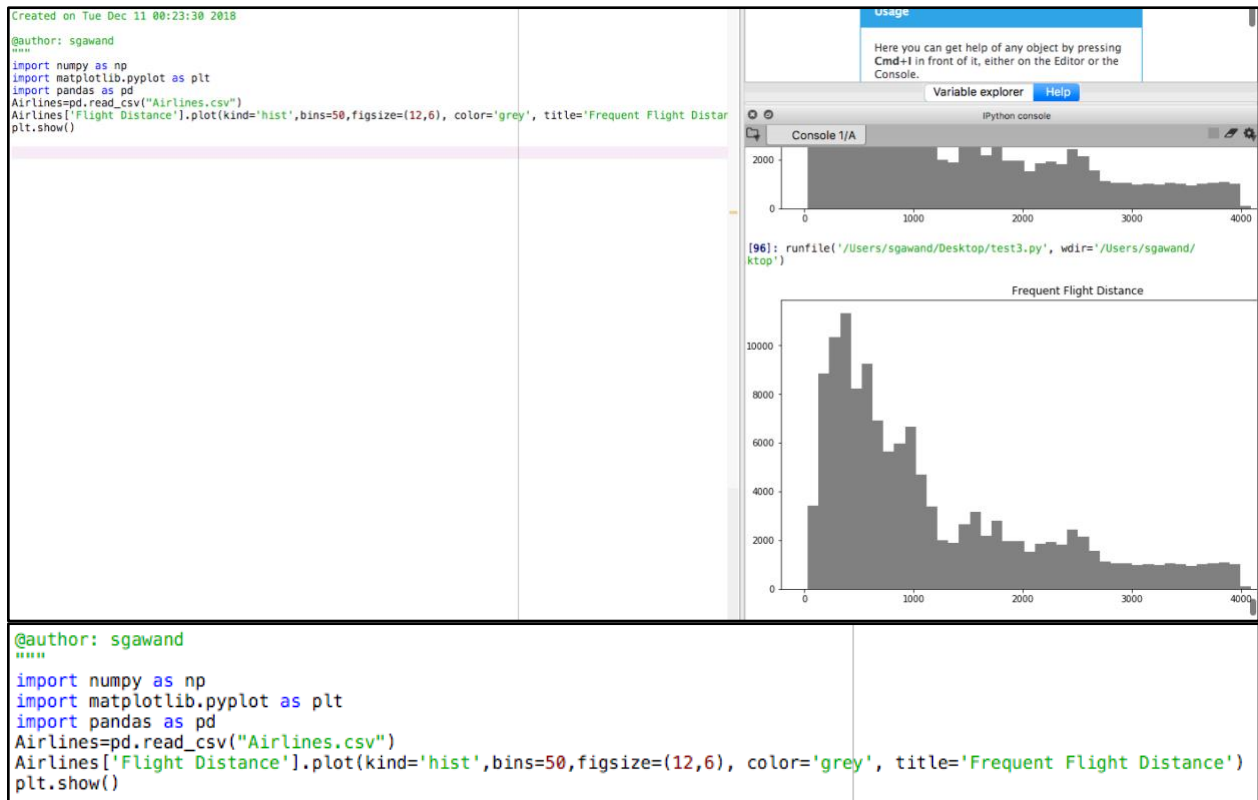 Created on Tue Dec 11 00:23:30 2018
@author: sgawand
"""
import numpy as np
import matplotlib.pyplot as plt
import pandas as pd
Airlines=pd.read_csv("Airlines.csv")
Airlines['Flight Distance'].plot(kind='hist',bins=50,figsize=(12,6), color='grey', title='Frequent Flight Distan
plt.show()
Usage
Here you can get help of any object by pressing
Cmd+I in front of it, either on the Editor or the
Console.
Variable explorer Help
IPython console
Console 1/A
2000
0
0 1000 2000 3000 4000
[96]: runfile('/Users/sgawand/Desktop/test3.py', wdir='/Users/sgawand/
ktop')
Frequent Flight Distance
10000
8000
6000
4000
2000
0
0 1000 2000 3000 4000
@author: sgawand
"""
import numpy as np
import matplotlib.pyplot as plt
import pandas as pd
Airlines=pd.read_csv("Airlines.csv")
Airlines['Flight Distance'].plot(kind='hist',bins=50,figsize=(12,6), color='grey', title='Frequent Flight Distance')
plt.show()